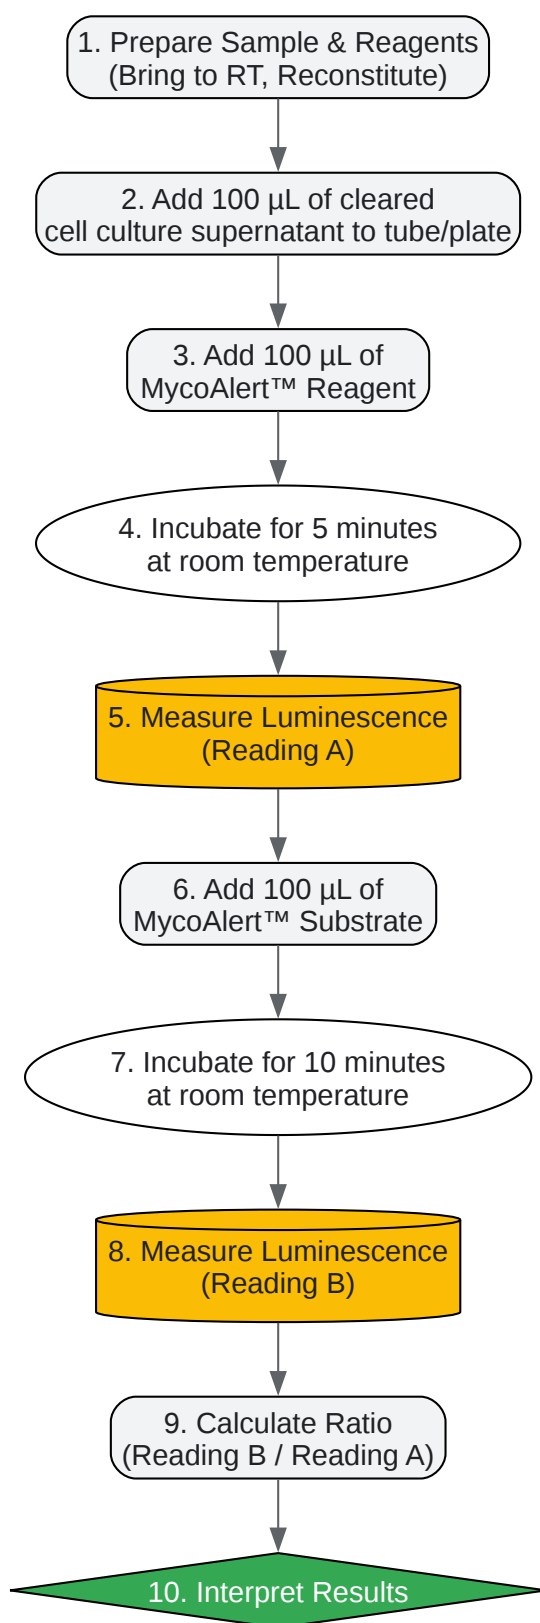 1. Prepare Sample & Reagents
(Bring to RT, Reconstitute)
2. Add 100 µL of cleared
cell culture supernatant to tube/plate
3. Add 100 µL of
MycoAlert™ Reagent
4. Incubate for 5 minutes
at room temperature
5. Measure Luminescence
(Reading A)
6. Add 100 µL of
MycoAlert™ Substrate
7. Incubate for 10 minutes
at room temperature
8. Measure Luminescence
(Reading B)
9. Calculate Ratio
(Reading B / Reading A)
10. Interpret Results